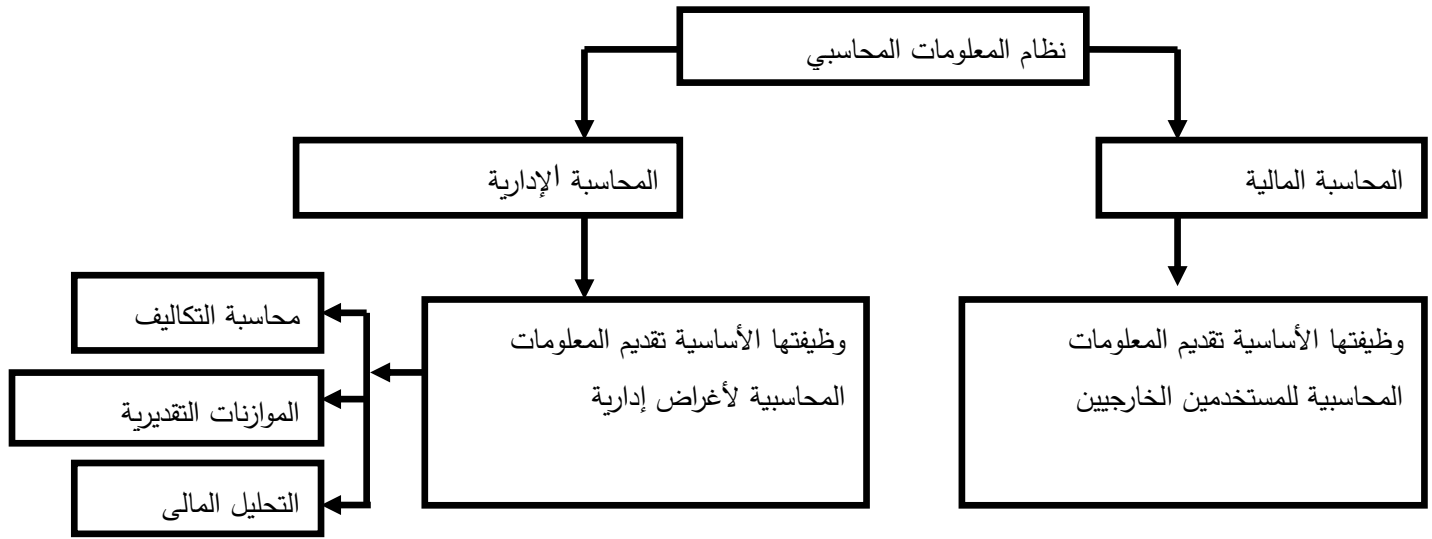 نظام المعلومات المحاسبي
المحاسبة المالية
المحاسبة الإدارية
وظيفتها الأساسية تقديم المعلومات
المحاسبية للمستخدمين الخارجيين
وظيفتها الأساسية تقديم المعلومات
المحاسبية لأغراض إدارية
محاسبة التكاليف
الموازنات التقديرية
التحليل المالى